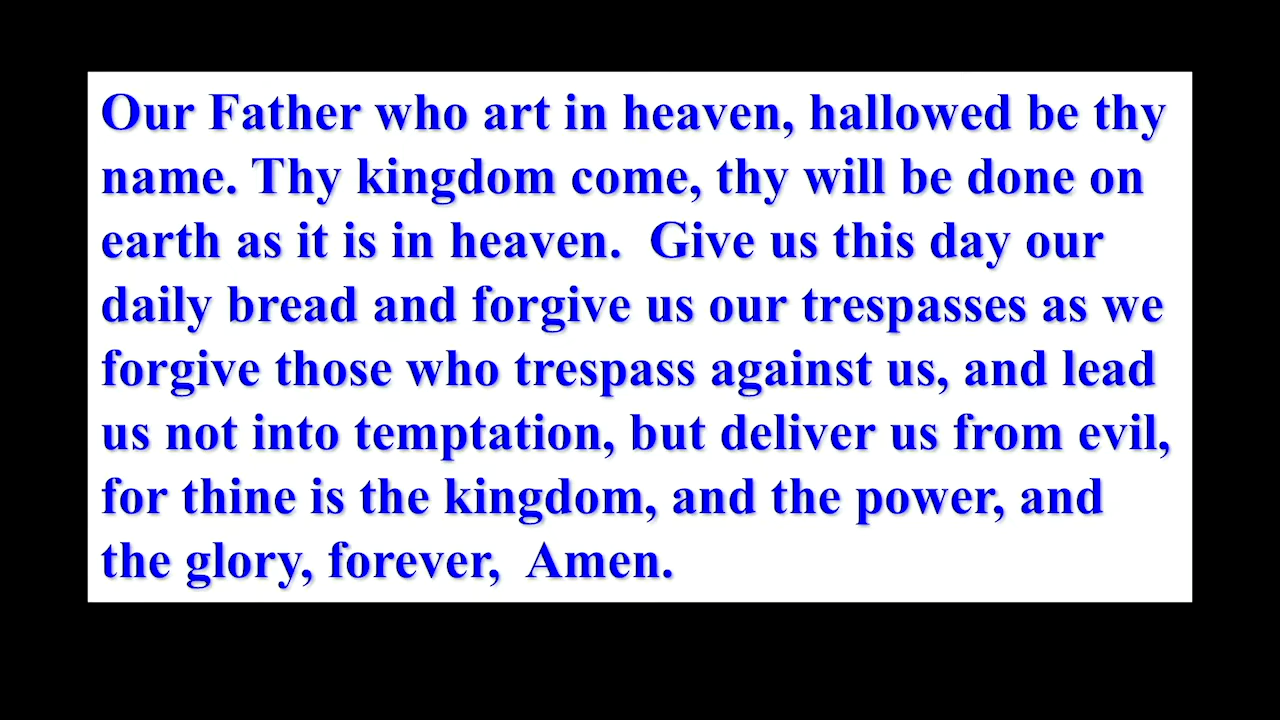 Our Father who art in heaven, hallowed be thy
name. Thy kingdom come, thy will be done on
earth as it is in heaven.  Give us this day our
daily bread and forgive us our trespasses as we
forgive those who trespass against us, and lead
us not into temptation, but deliver us from evil,
for thine is the kingdom, and the power, and
the glory, forever,  Amen.